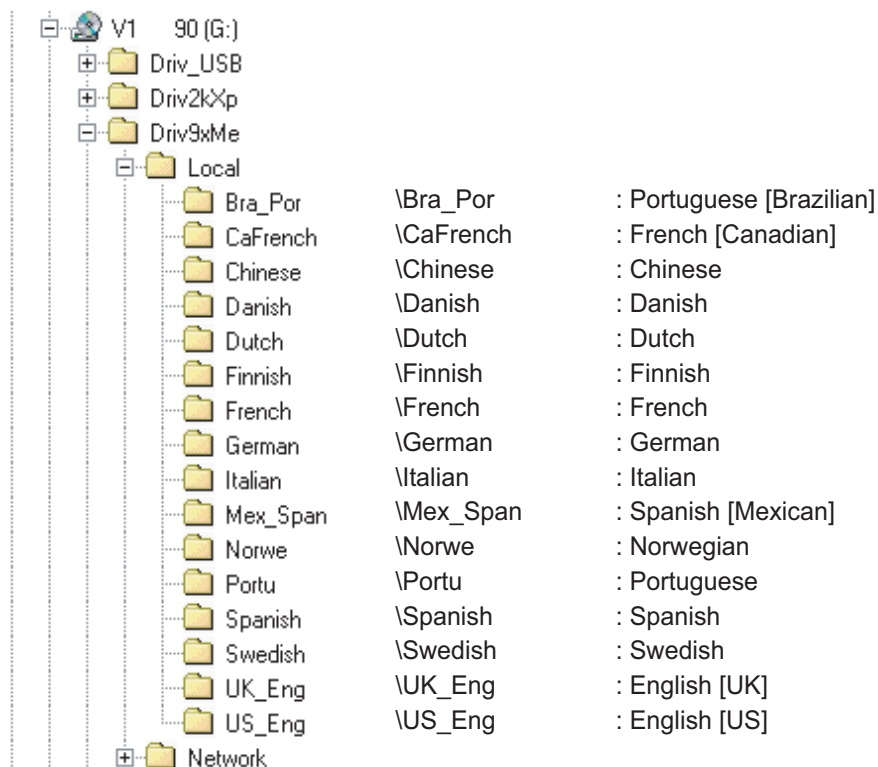 V1 90 (G:)
Driv_USB
Driv2kXp
Driv9xMe
Local
Bra_Por \Bra_Por : Portuguese [Brazilian]
CaFrench \CaFrench : French [Canadian]
Chinese \Chinese : Chinese
Danish \Danish : Danish
Dutch \Dutch : Dutch
Finnish \Finnish : Finnish
French \French : French
German \German : German
Italian \Italian : Italian
Mex_Span \Mex_Span : Spanish [Mexican]
Norwe \Norwe : Norwegian
Portu \Portu : Portuguese
Spanish \Spanish : Spanish
Swedish \Swedish : Swedish
UK_Eng \UK_Eng : English [UK]
US_Eng \US_Eng : English [US]
Network